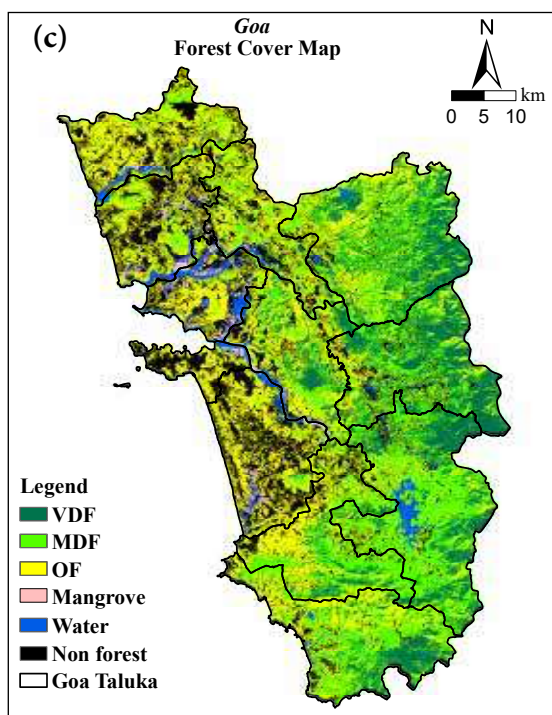 (c)
Goa
Forest Cover Map
N
km
0 5 10
Legend
VDF
MDF
OF
Mangrove
Water
Non forest
Goa Taluka